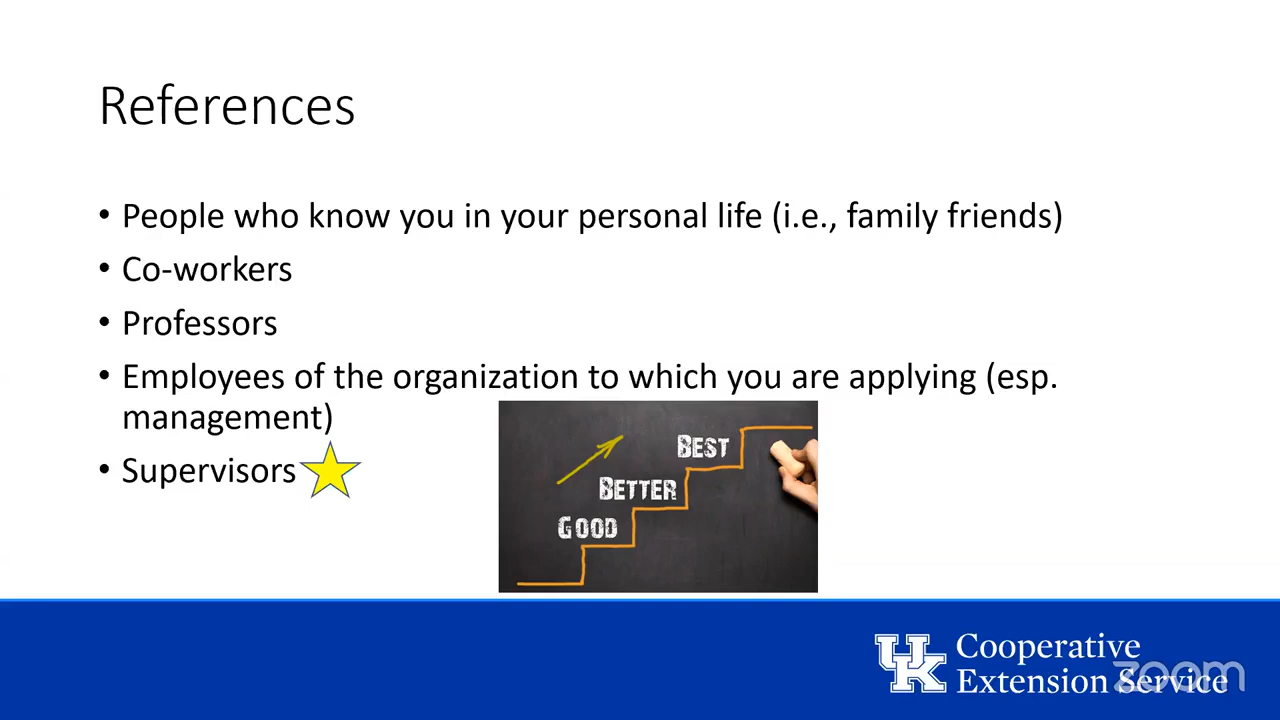 References
• People who know you in your personal life (i.e., family friends)
• Co-workers
• Professors
• Employees of the organization to which you are applying (esp.
management)
• Supervisors
BEST
BETTER
GOOD
UK
Cooperative
Extension Service
zoom